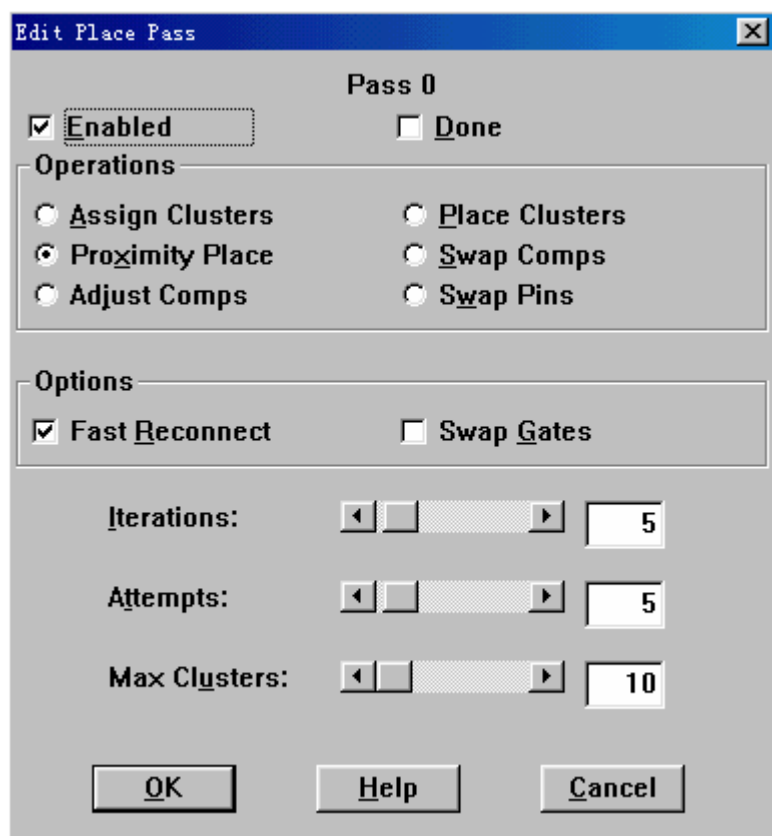 Edit Place Pass
Pass 0
Enabled
Done
Operations
Assign Clusters
Place Clusters
Proximity Place
Swap Comps
Adjust Comps
Swap Pins
Options
Fast Reconnect
Swap Gates
Iterations:
5
Attempts:
5
Max Clusters:
10
OK
Help
Cancel